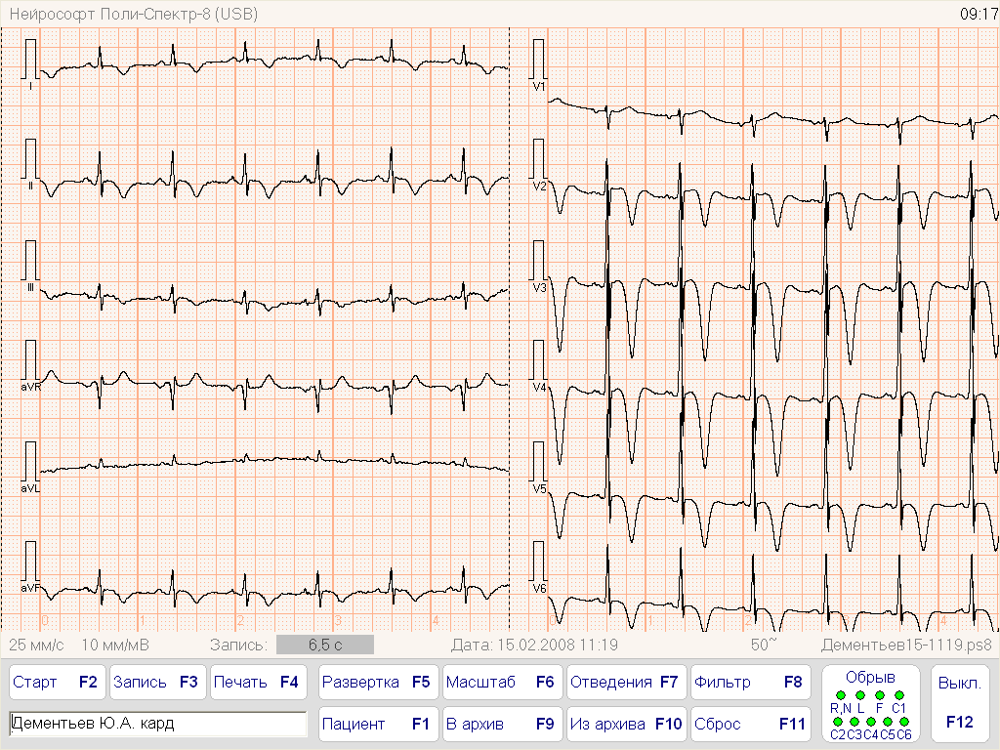 Нейрософт Поли-Спектр-8 (USB) 09:17
I V1
II V2
III V3
aVR V4
aVL V5
aVF V6
0 1 2 3 4 0 1 2 3 4
25 мм/с 10 мм/мВ Запись: 6,5 с Дата: 15.02.2008 11:19 50~ Дементьев15-1119.ps8
Старт F2 Запись F3 Печать F4 Развертка F5 Масштаб F6 Отведения F7 Фильтр F8 Обрыв Выкл.
R,N L F C1
Дементьев Ю.А. кард Пациент F1 В архив F9 Из архива F10 Сброс F11 F12
C2 C3 C4 C5 C6